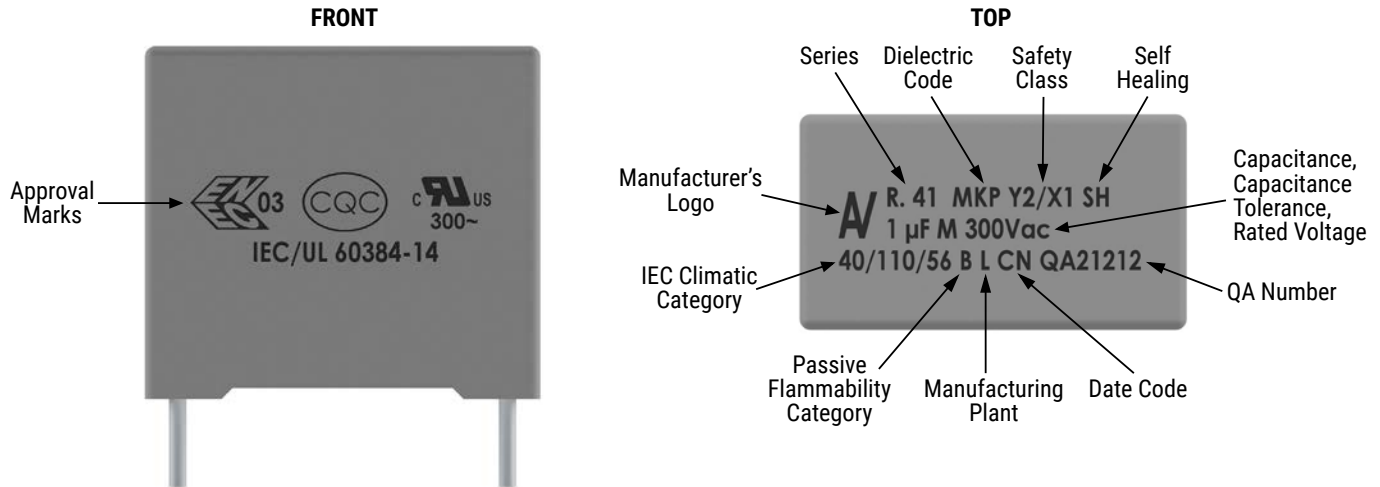 FRONT
Approval
Marks
EN
EC
03
CQC
C
US
300~
IEC/UL 60384-14
TOP
Series
Dielectric
Code
Safety
Class
Self
Healing
Manufacturer's
Logo
R. 41 MKP Y2/X1 SH
1 µF M 300Vac
40/110/56 B L CN QA21212
Capacitance,
Capacitance
Tolerance,
Rated Voltage
IEC Climatic
Category
QA Number
Passive
Flammability
Category
Manufacturing
Plant
Date Code